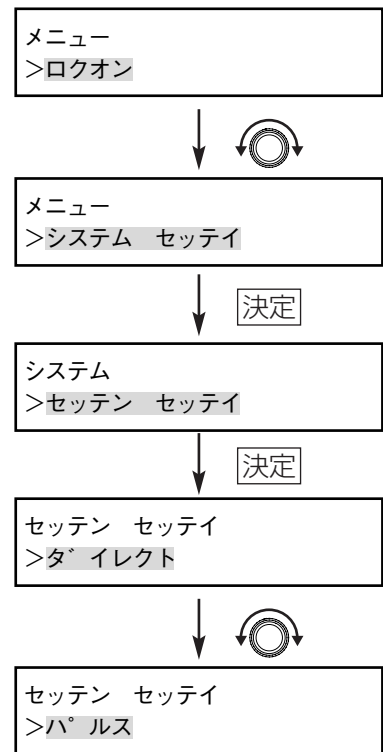 メニュー
>ロクオン
メニュー
>システム　セッテイ
決定
システム
>セッテン　セッテイ
決定
セッテン　セッテイ
>タ゛イレクト
セッテン　セッテイ
>ハ゜ルス